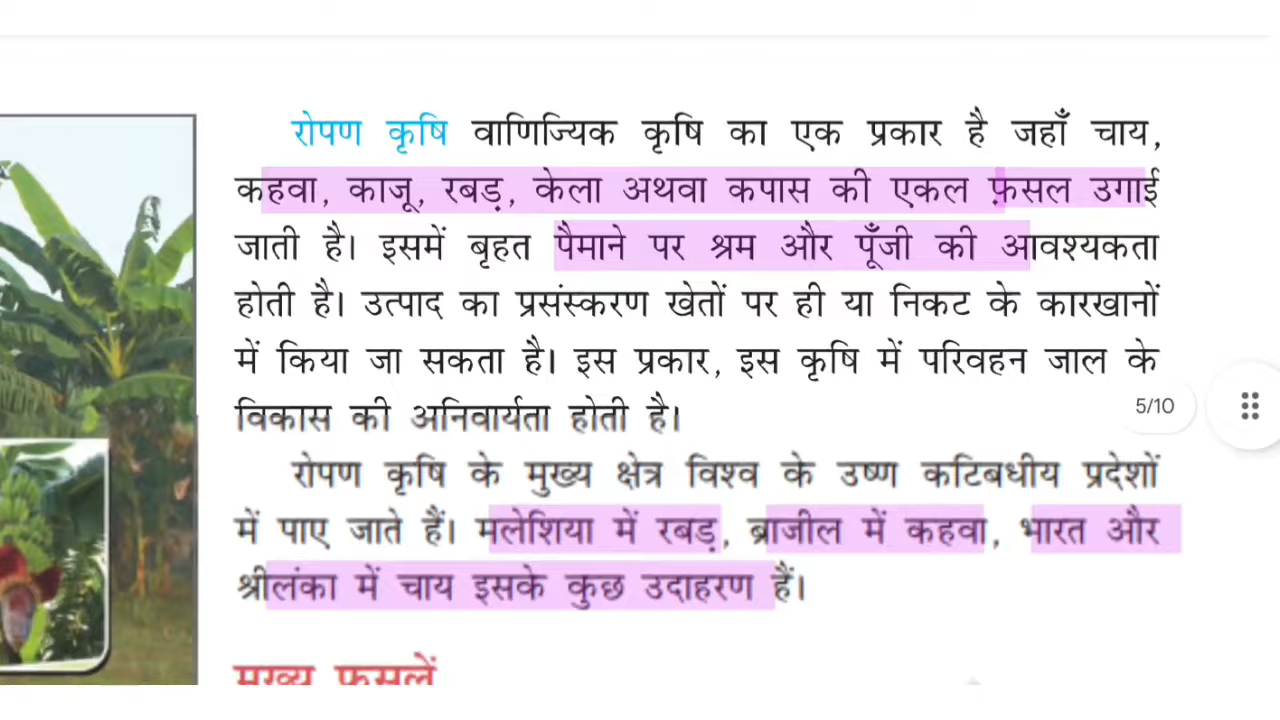 रोपण कृषि वाणिज्यिक कृषि का एक प्रकार है जहाँ चाय,
कहवा, काजू, रबड़, केला अथवा कपास की एकल फ़सल उगाई
जाती है। इसमें बृहत पैमाने पर श्रम और पूँजी की आवश्यकता
होती है। उत्पाद का प्रसंस्करण खेतों पर ही या निकट के कारखानों
में किया जा सकता है। इस प्रकार, इस कृषि में परिवहन जाल के
विकास की अनिवार्यता होती है।
5/10
रोपण कृषि के मुख्य क्षेत्र विश्व के उष्ण कटिबधीय प्रदेशों
में पाए जाते हैं। मलेशिया में रबड़, ब्राजील में कहवा, भारत और
श्रीलंका में चाय इसके कुछ उदाहरण हैं।
मुख्य फ़सलें